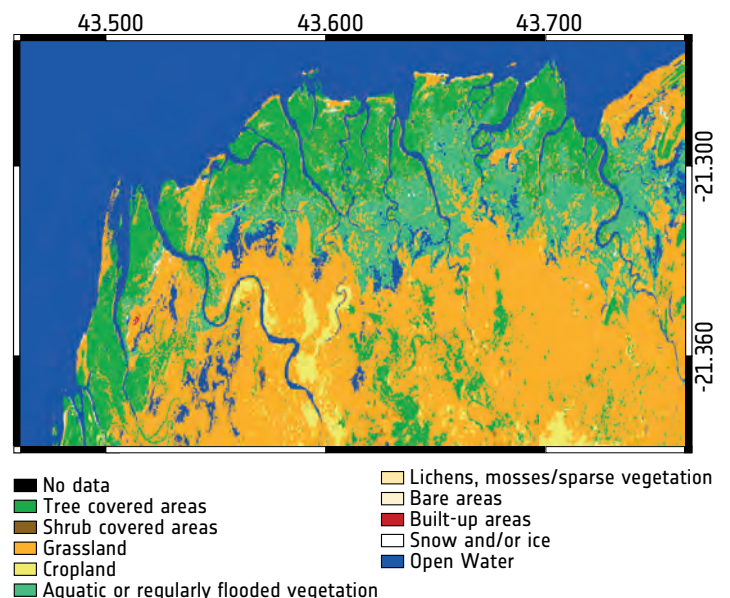 43.500 43.600 43.700
-21.300
-21.360
No data
Tree covered areas
Shrub covered areas
Grassland
Cropland
Aquatic or regularly flooded vegetation
Lichens, mosses/sparse vegetation
Bare areas
Built-up areas
Snow and/or ice
Open Water